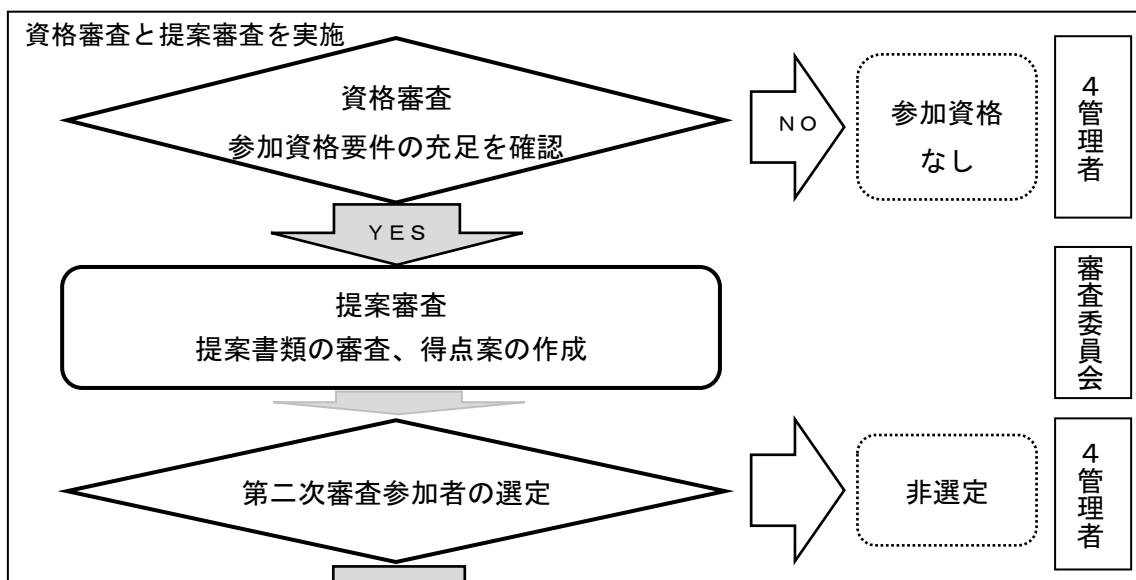 資格審査と提案審査を実施
資格審査
参加資格要件の充足を確認
ＮＯ
参加資格
なし
４管理者
ＹＥＳ
提案審査
提案書類の審査、得点案の作成
審査委員会
第二次審査参加者の選定
非選定
４管理者